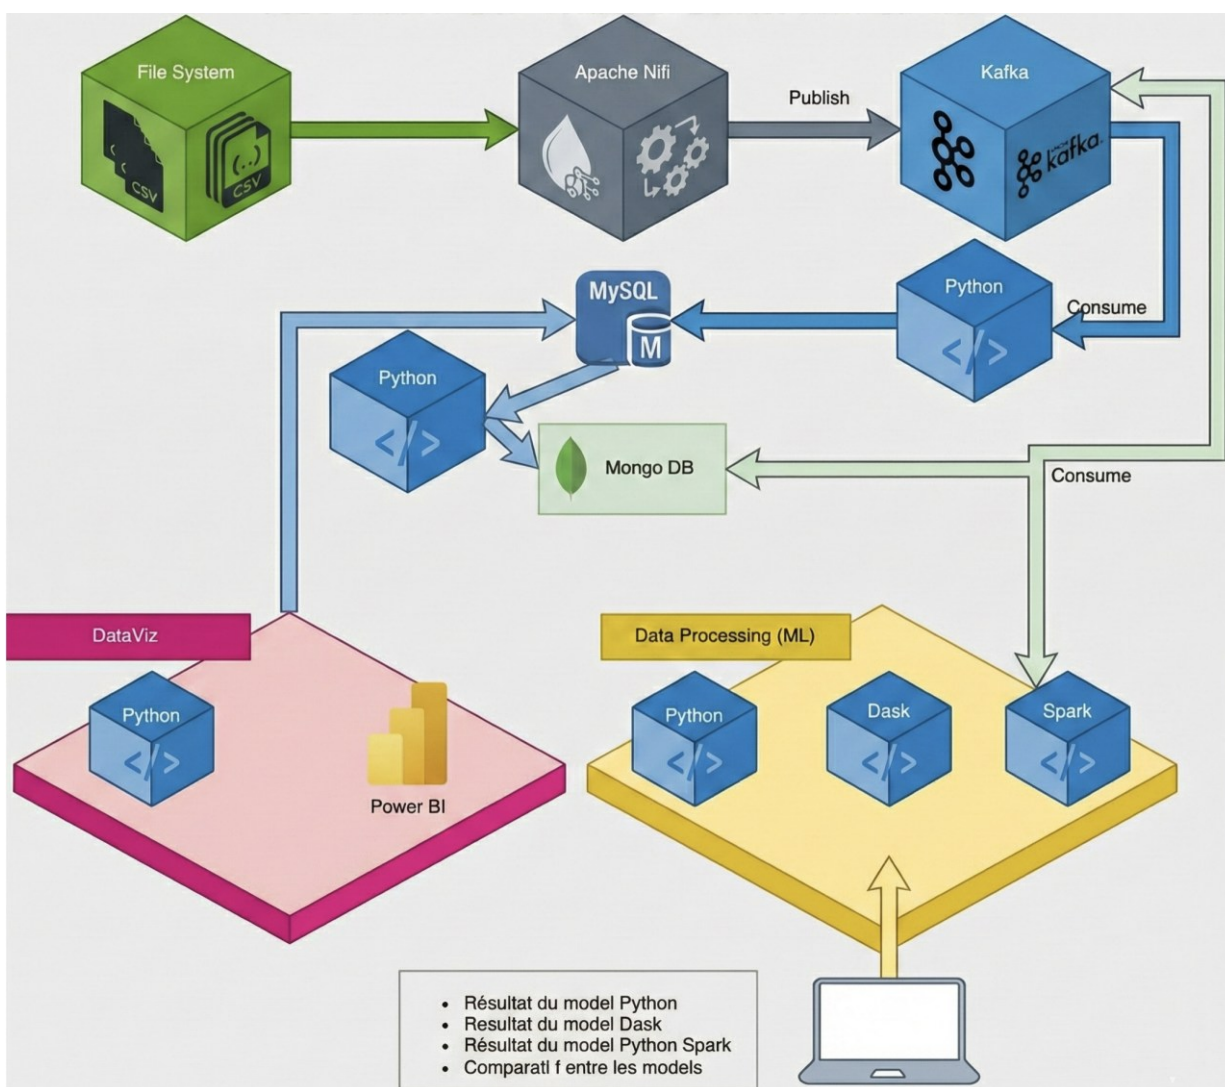 File System
CSV
(..)
CSV
Apache Nifi
Publish
Kafka
kafka
MySQL
M
Python
</>
Consume
Python
</>
Mongo DB
Consume
DataViz
Python
</>
Power BI
Data Processing (ML)
Python
</>
Dask
</>
Spark
</>
• Résultat du model Python
• Resultat du model Dask
• Résultat du model Python Spark
• Comparati f entre les models